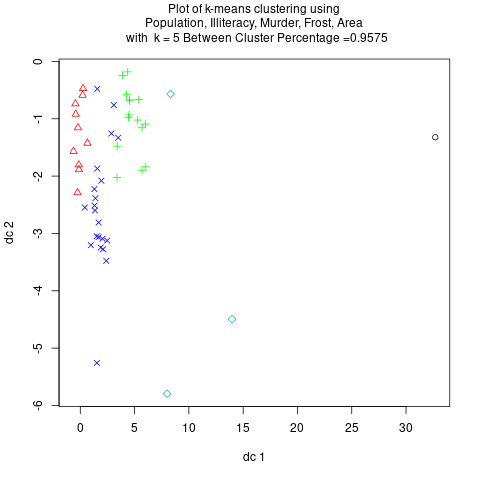 Plot of k-means clustering using
Population, Illiteracy, Murder, Frost, Area
with k = 5 Between Cluster Percentage =0.9575
0
-1
-2
-3
-4
-5
-6
dc 2
0 5 10 15 20 25 30
dc 1